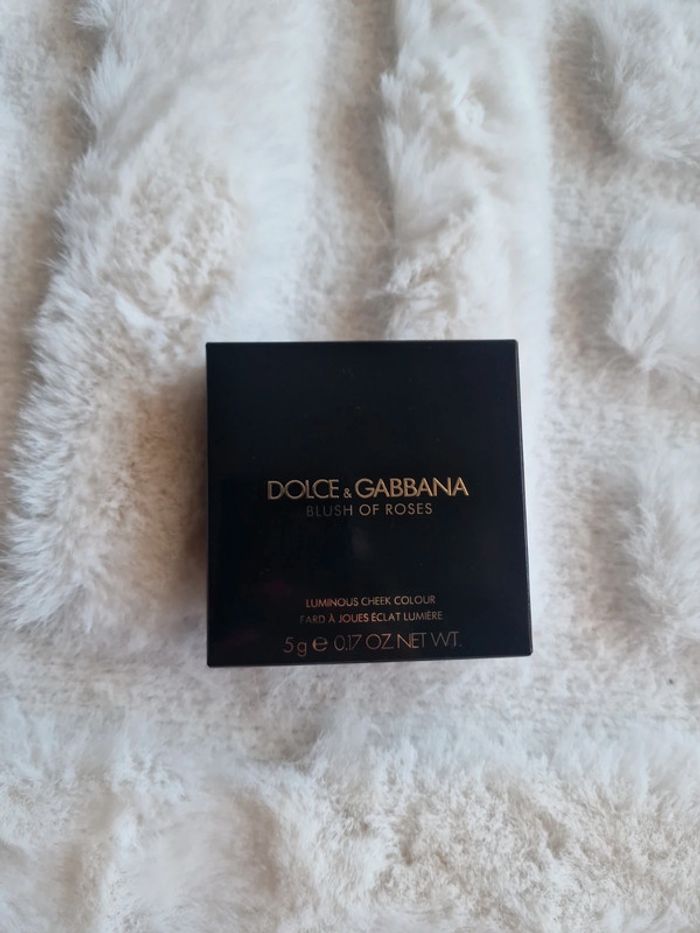 DOLCE & GABBANA
BLUSH OF ROSES
LUMINOUS CHEEK COLOUR
FARD À JOUES ÉCLAT LUMIÈRE
5g ℮ 0.17 OZ. NET WT.